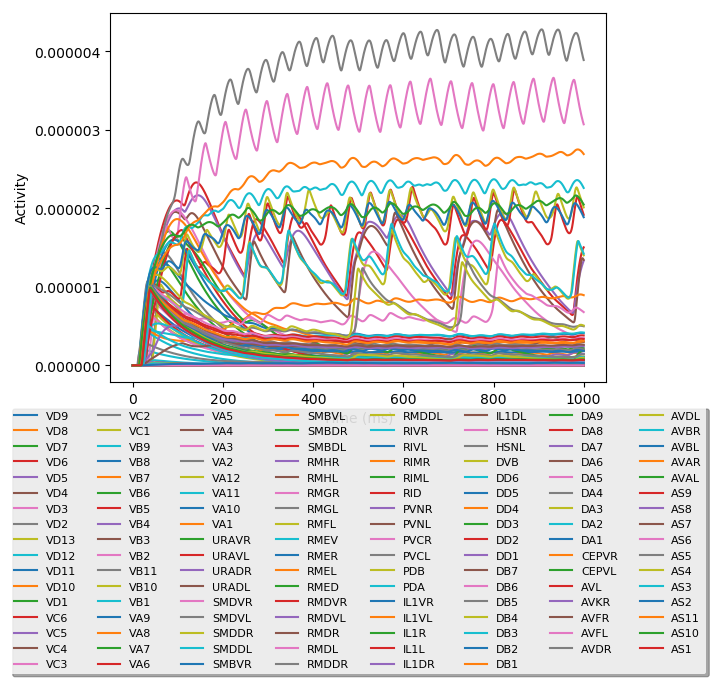 0.000004
0.000003
0.000002
0.000001
0.000000
Activity
0 200 400 600 800 1000
VD9 VC2 VA5 SMBVL RMDDL IL1DL DA9 AVDL
VD8 VC1 VA4 SMBDR RIVR HSNR DA8 AVBR
VD7 VB9 VA3 SMBDL RIVL HSNL DA7 AVBL
VD6 VB8 VA2 RMHR RIMR DVB DA6 AVAR
VD5 VB7 VA12 RMHL RIML DD6 DA5 AVAL
VD4 VB6 VA11 RMGR RID DD5 DA4 AS9
VD3 VB5 VA10 RMGL PVNR DD4 DA3 AS8
VD2 VB4 VA1 RMFL PVNL DD3 DA2 AS7
VD13 VB3 URAVR RMEV PVCR DD2 DA1 AS6
VD12 VB2 URAVL RMER PVCL DD1 CEPVR AS5
VD11 VB11 URADR RMEL PDB DB7 CEPVL AS4
VD10 VB10 URADL RMED PDA DB6 AVL AS3
VD1 VB1 SMDVR RMDVR IL1VR DB5 AVKR AS2
VC6 VA9 SMDVL RMDVL IL1VL DB4 AVFR AS11
VC5 VA8 SMDDR RMDR IL1R DB3 AVFL AS10
VC4 VA7 SMDDL RMDL IL1L DB2 AVDR AS1
VC3 VA6 SMBVR RMDDR IL1DR DB1